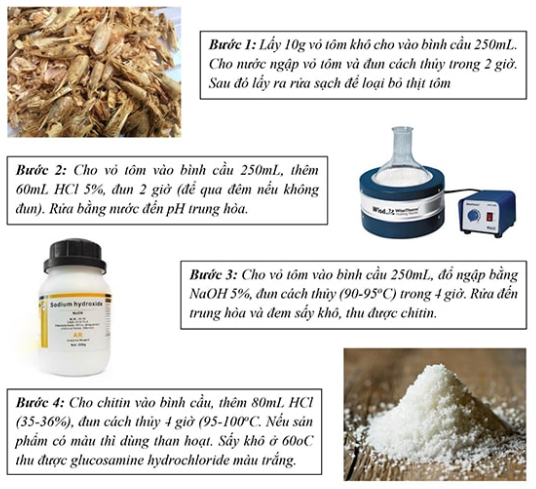 Bước 1: Lấy 10g vỏ tôm khô cho vào bình cầu 250mL.
Cho nước ngập vỏ tôm và đun cách thủy trong 2 giờ.
Sau đó lấy ra rửa sạch để loại bỏ thịt tôm
Bước 2: Cho vỏ tôm vào bình cầu 250mL, thêm
60mL HCl 5%, đun 2 giờ (để qua đêm nếu không
đun). Rửa bằng nước đến pH trung hòa.
Bước 3: Cho vỏ tôm vào bình cầu 250mL, đổ ngập bằng
NaOH 5%, đun cách thủy (90-95ºC) trong 4 giờ. Rửa đến
trung hòa và đem sấy khô, thu được chitin.
Sodium hydroxide
NaOH
AR
Bước 4: Cho chitin vào bình cầu, thêm 80mL HCl
(35-36%), đun cách thủy 4 giờ (95-100ºC. Nếu sản
phẩm có màu thì dùng than hoạt. Sấy khô ở 60oC
thu được glucosamine hydrochloride màu trắng.